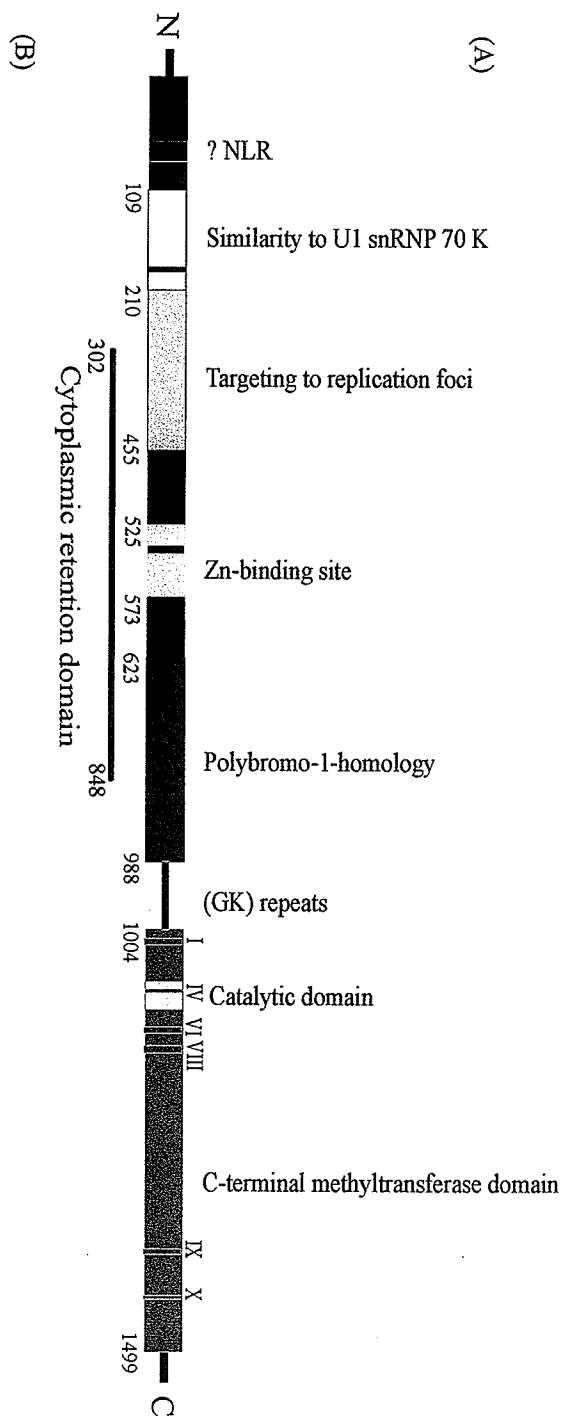 (A)
? NLR
Similarity to U1 snRNP 70 K
Targeting to replication foci
Zn-binding site
Polybromo-1-homology
(GK) repeats
Catalytic domain
C-terminal methyltransferase domain
I
IV
VI
VIII
IX
X
N
C
109
210
455
525
573
623
988
1004
1499
302
848
Cytoplasmic retention domain
(B)